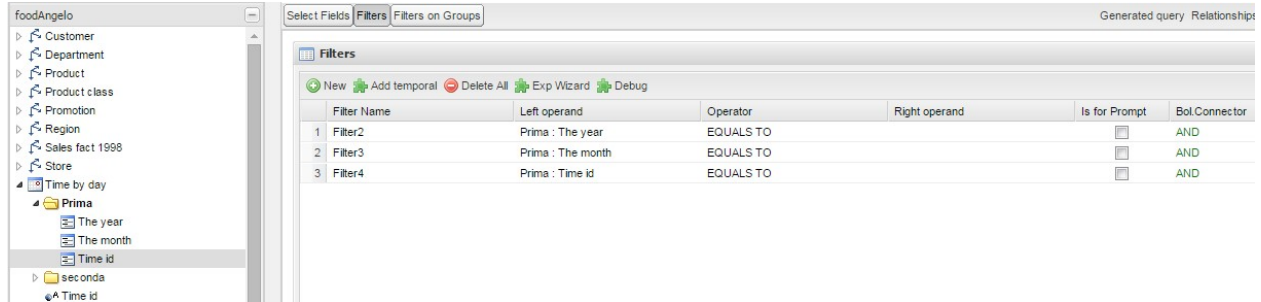 foodAngelo
Customer
Department
Product
Product class
Promotion
Region
Sales fact 1998
Store
Time by day
Prima
The year
The month
Time id
seconda
Time id
Select Fields Filters Filters on Groups Generated query Relationships
Filters
New Add temporal Delete All Exp Wizard Debug
Filter Name Left operand Operator Right operand Is for Prompt Bol.Connector
1 Filter2 Prima : The year EQUALS TO AND
2 Filter3 Prima : The month EQUALS TO AND
3 Filter4 Prima : Time id EQUALS TO AND